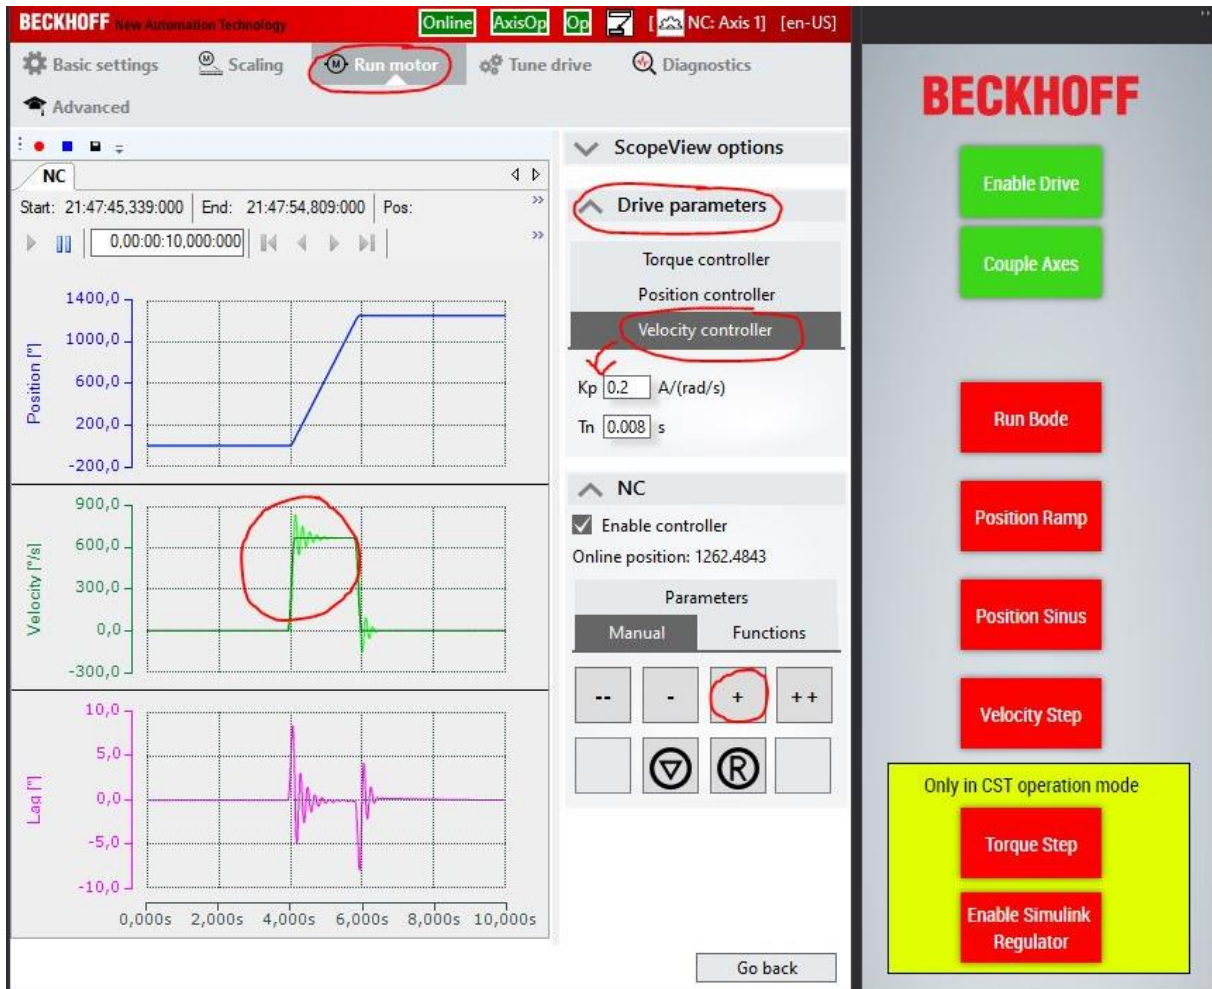 BECKHOFF New Automation Technology Online AxisOp Op [ NC: Axis 1] [en-US]
Basic settings Scaling Run motor Tune drive Diagnostics
Advanced
NC
Start: 21:47:45,339:000 End: 21:47:54,809:000 Pos:
0,00:00:10,000:000
Position [°]
1400,0
1000,0
600,0
200,0
-200,0
Velocity [°/s]
900,0
600,0
300,0
0,0
-300,0
Lag [°]
10,0
5,0
0,0
-5,0
-10,0
0,000s 2,000s 4,000s 6,000s 8,000s 10,000s
ScopeView options
Drive parameters
Torque controller
Position controller
Velocity controller
Kp 0.2 A/(rad/s)
Tn 0.008 s
NC
Enable controller
Online position: 1262.4843
Parameters
Manual Functions
-- - + ++
R
Go back
BECKHOFF
Enable Drive
Couple Axes
Run Bode
Position Ramp
Position Sinus
Velocity Step
Only in CST operation mode
Torque Step
Enable Simulink
Regulator